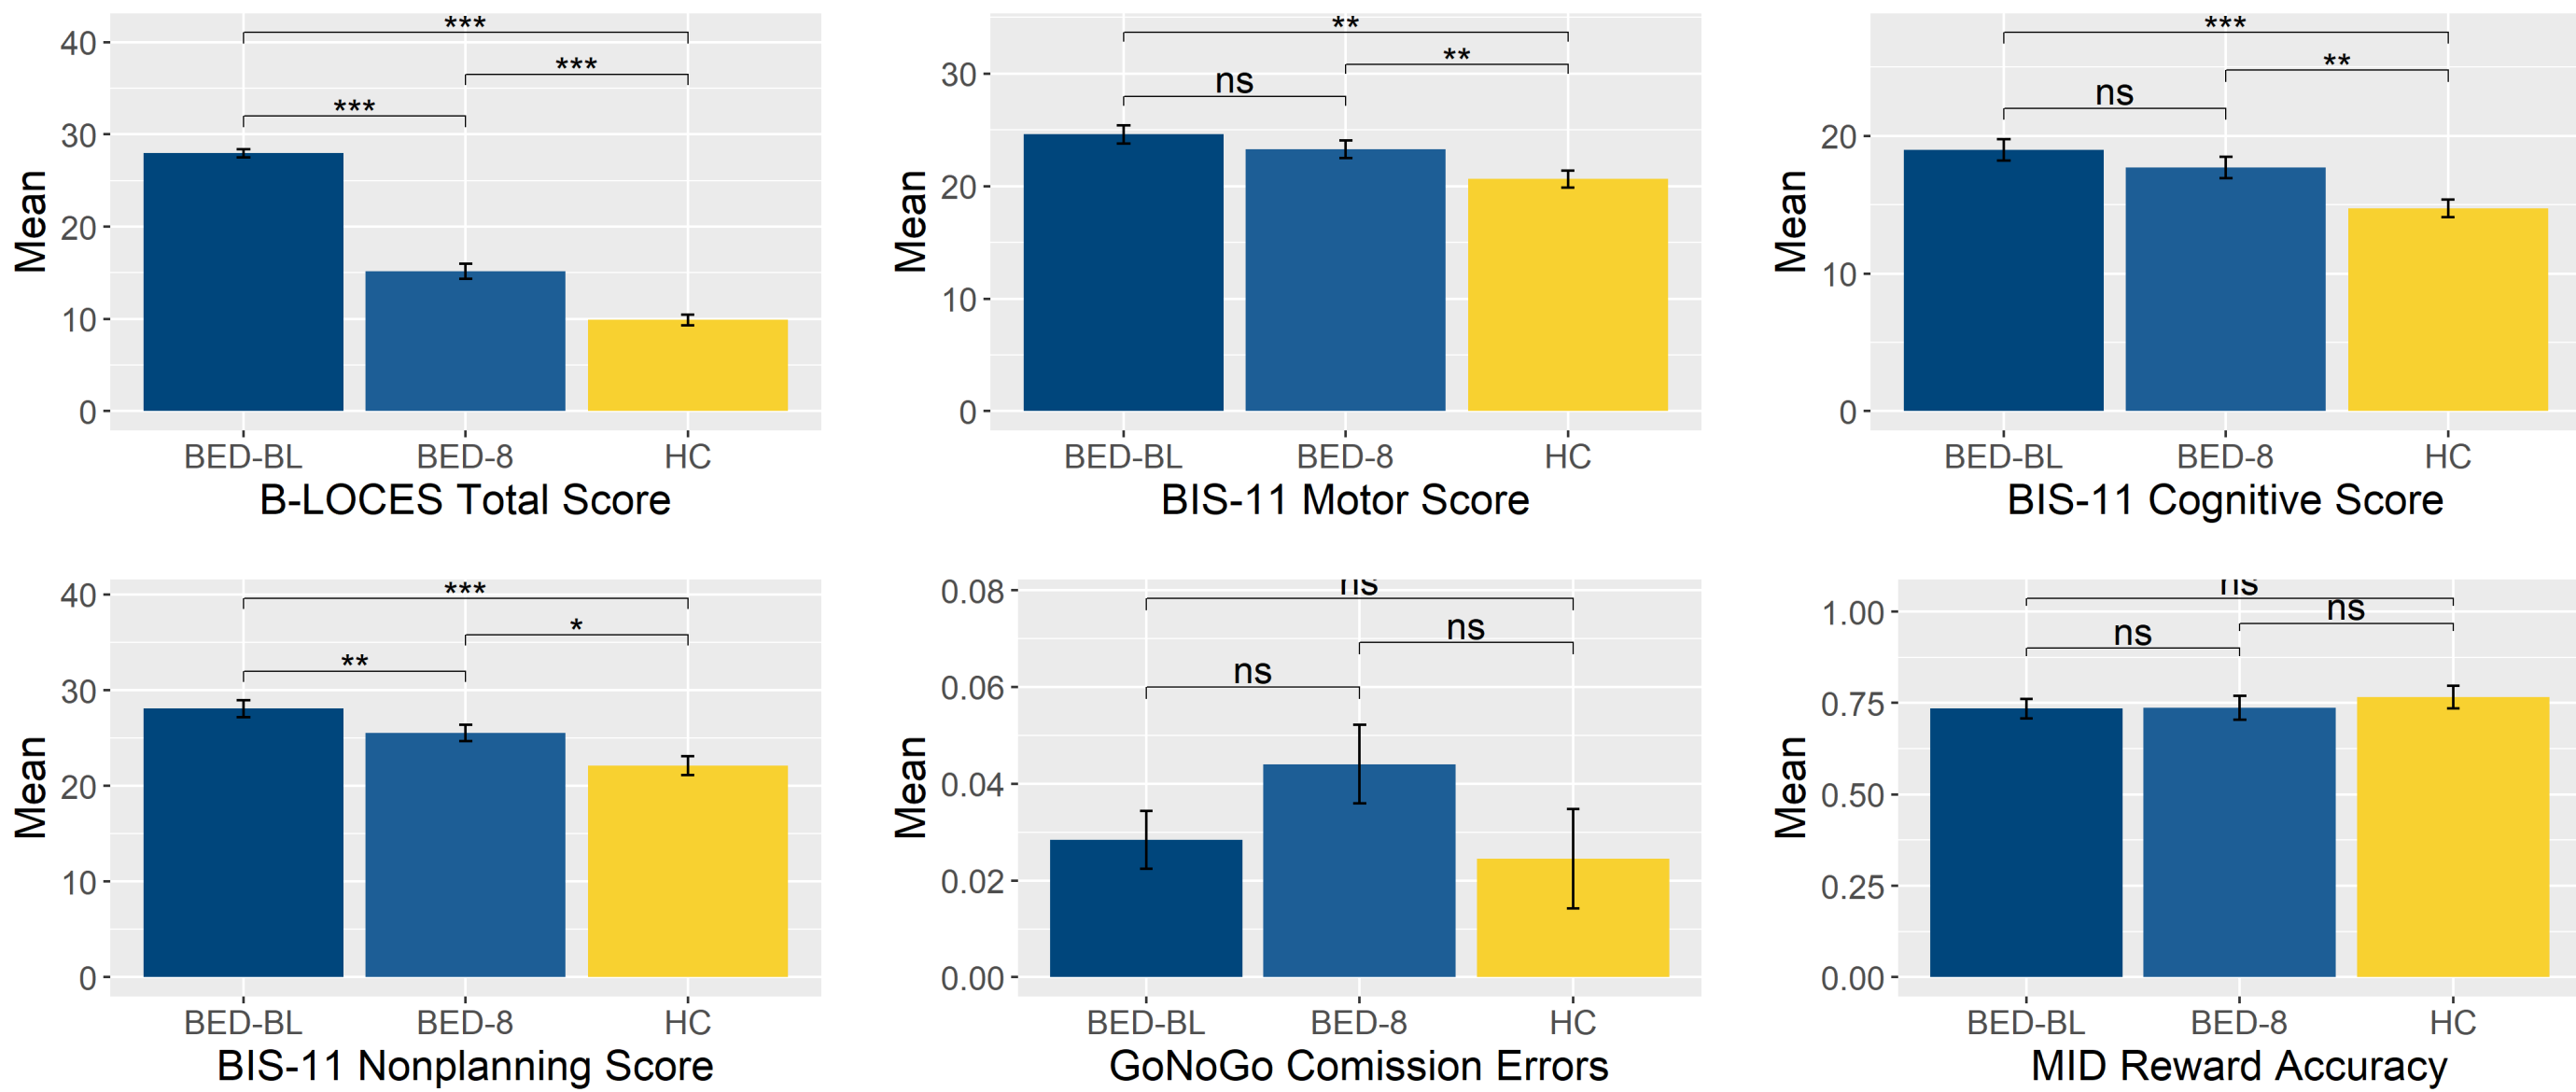 ***
***
***
40
30
20
10
0
Mean
BED-BL BED-8 HC
B-LOCES Total Score
**
**
ns
30
20
10
0
Mean
BED-BL BED-8 HC
BIS-11 Motor Score
***
**
ns
20
10
0
Mean
BED-BL BED-8 HC
BIS-11 Cognitive Score
***
*
**
40
30
20
10
0
Mean
BED-BL BED-8 HC
BIS-11 Nonplanning Score
ns
ns
ns
0.08
0.06
0.04
0.02
0.00
Mean
BED-BL BED-8 HC
GoNoGo Comission Errors
ns
ns
ns
1.00
0.75
0.50
0.25
0.00
Mean
BED-BL BED-8 HC
MID Reward Accuracy